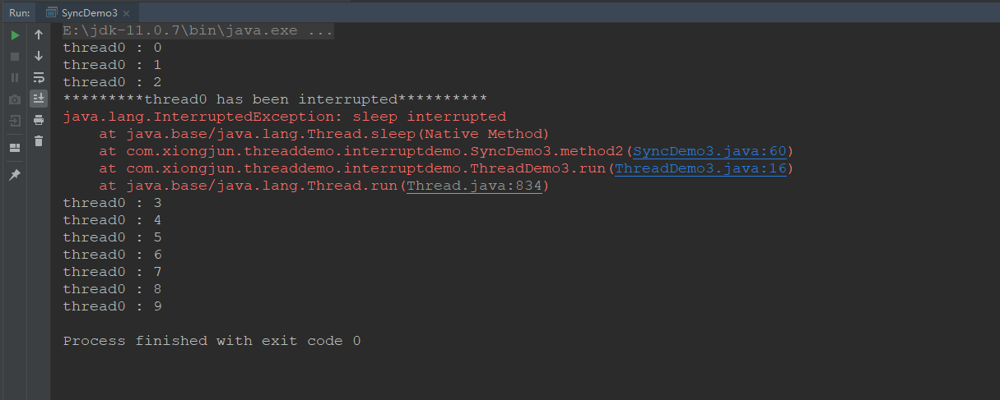 Run: SyncDemo3 ×
E:\jdk-11.0.7\bin\java.exe ...
thread0 : 0
thread0 : 1
thread0 : 2
*********thread0 has been interrupted**********
java.lang.InterruptedException: sleep interrupted
at java.base/java.lang.Thread.sleep(Native Method)
at com.xiongjun.threaddemo.interruptdemo.SyncDemo3.method2(SyncDemo3.java:60)
at com.xiongjun.threaddemo.interruptdemo.ThreadDemo3.run(ThreadDemo3.java:16)
at java.base/java.lang.Thread.run(Thread.java:834)
thread0 : 3
thread0 : 4
thread0 : 5
thread0 : 6
thread0 : 7
thread0 : 8
thread0 : 9
Process finished with exit code 0